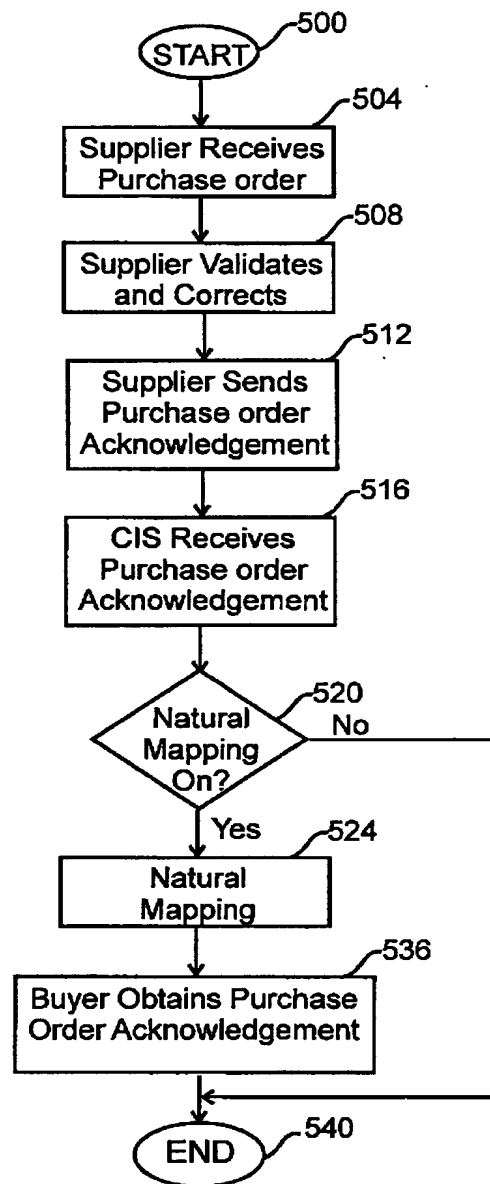 500
START
504
Supplier Receives
Purchase order
508
Supplier Validates
and Corrects
512
Supplier Sends
Purchase order
Acknowledgement
516
CIS Receives
Purchase order
Acknowledgement
520
Natural
Mapping
On?
No
Yes
524
Natural
Mapping
536
Buyer Obtains Purchase
Order Acknowledgement
END
540